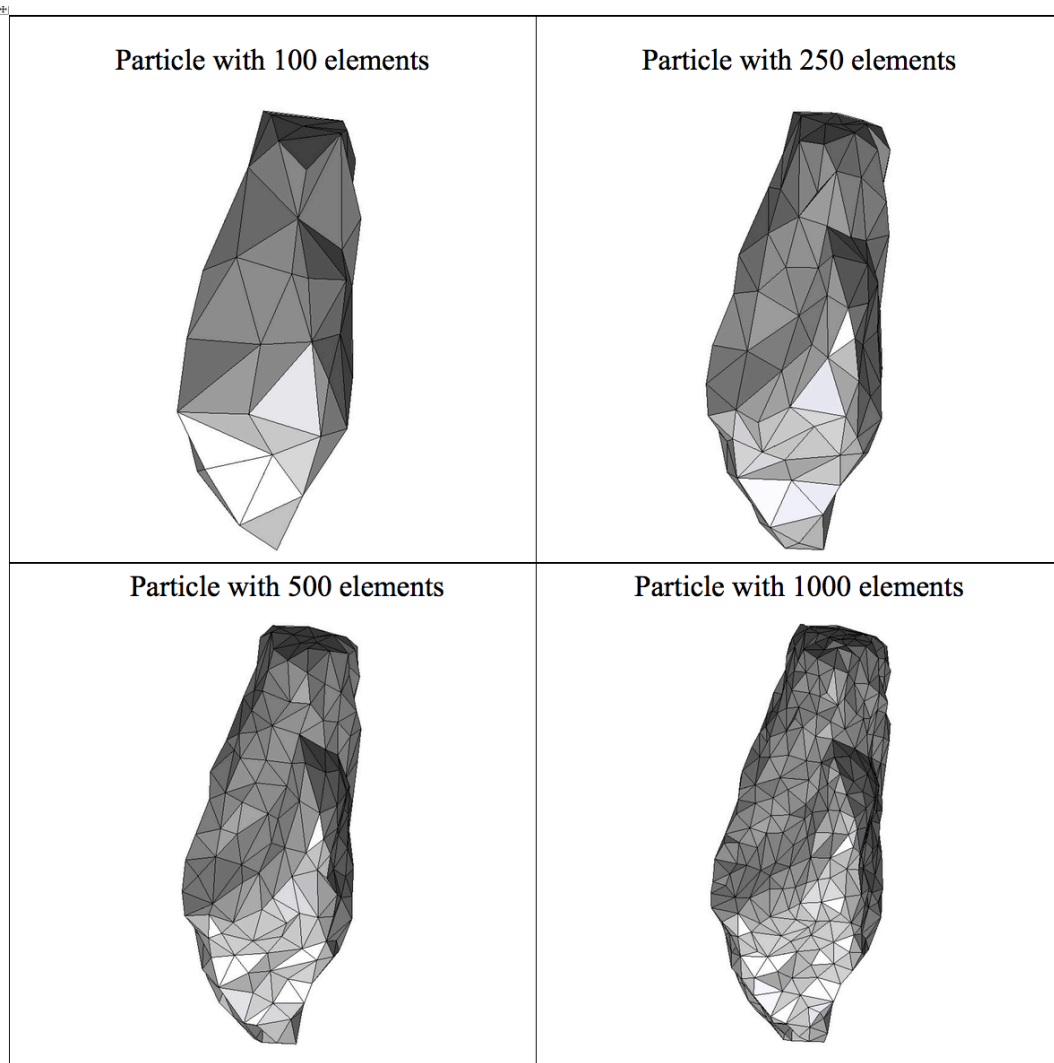 Particle with 100 elements
Particle with 250 elements
Particle with 500 elements
Particle with 1000 elements